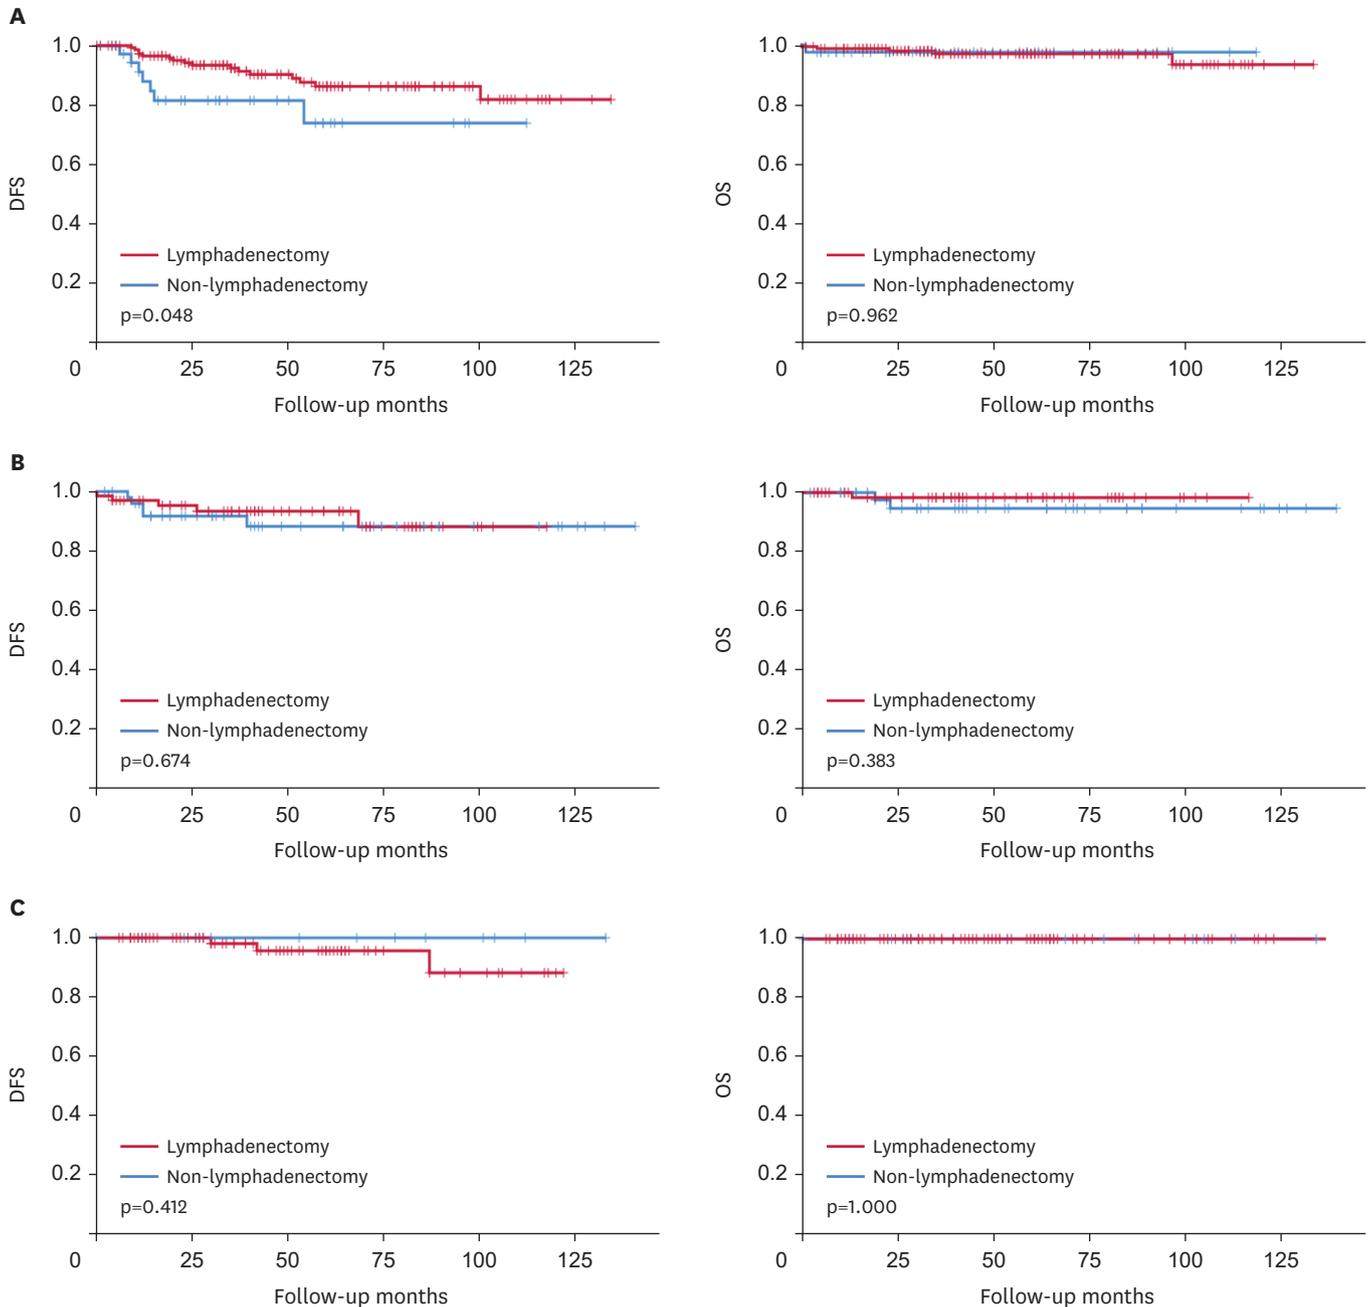 A
1.0
0.8
0.6
0.4
0.2
DFS
Lymphadenectomy
Non-lymphadenectomy
p=0.048
0 25 50 75 100 125
Follow-up months
1.0
0.8
0.6
0.4
0.2
OS
Lymphadenectomy
Non-lymphadenectomy
p=0.962
0 25 50 75 100 125
Follow-up months
B
1.0
0.8
0.6
0.4
0.2
DFS
Lymphadenectomy
Non-lymphadenectomy
p=0.674
0 25 50 75 100 125
Follow-up months
1.0
0.8
0.6
0.4
0.2
OS
Lymphadenectomy
Non-lymphadenectomy
p=0.383
0 25 50 75 100 125
Follow-up months
C
1.0
0.8
0.6
0.4
0.2
DFS
Lymphadenectomy
Non-lymphadenectomy
p=0.412
0 25 50 75 100 125
Follow-up months
1.0
0.8
0.6
0.4
0.2
OS
Lymphadenectomy
Non-lymphadenectomy
p=1.000
0 25 50 75 100 125
Follow-up months